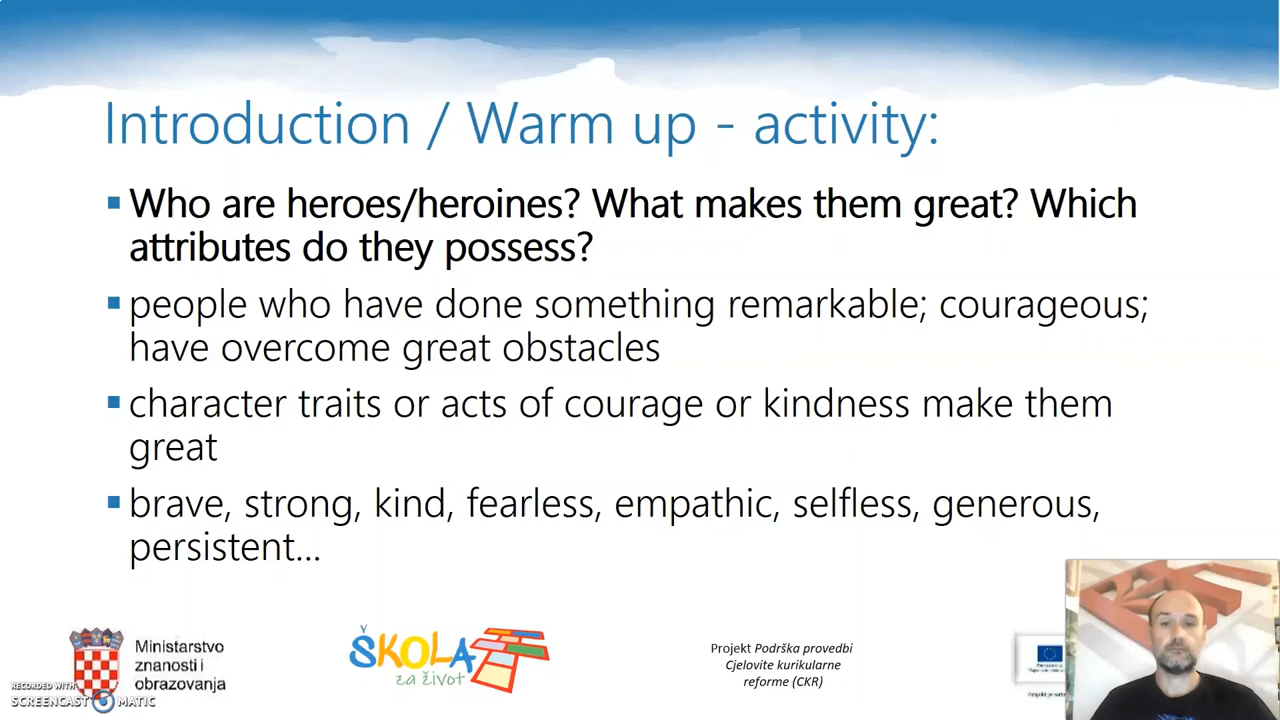 Introduction / Warm up - activity:
▪ Who are heroes/heroines? What makes them great? Which
attributes do they possess?
▪ people who have done something remarkable; courageous;
have overcome great obstacles
▪ character traits or acts of courage or kindness make them
great
▪ brave, strong, kind, fearless, empathic, selfless, generous,
persistent...
Ministarstvo
znanosti i
obrazovanja
ŠKOLA
za život
Projekt Podrška provedbi
Cjelovite kurikularne
reforme (CKR)
RECORDED WITH
SCREENCAST MATIC